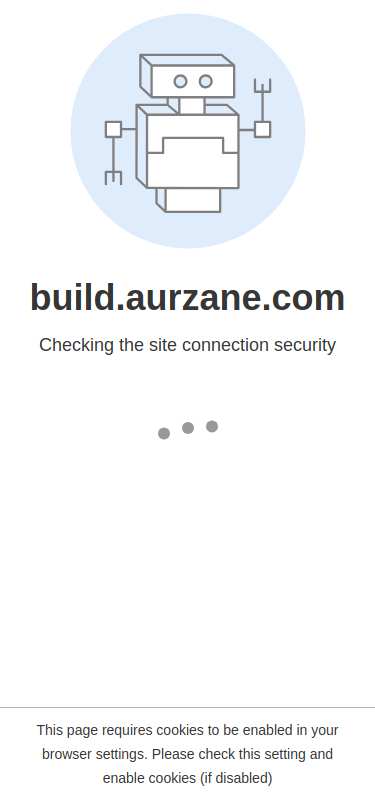 build.aurzane.com
Checking the site connection security
This page requires cookies to be enabled in your
browser settings. Please check this setting and
enable cookies (if disabled)